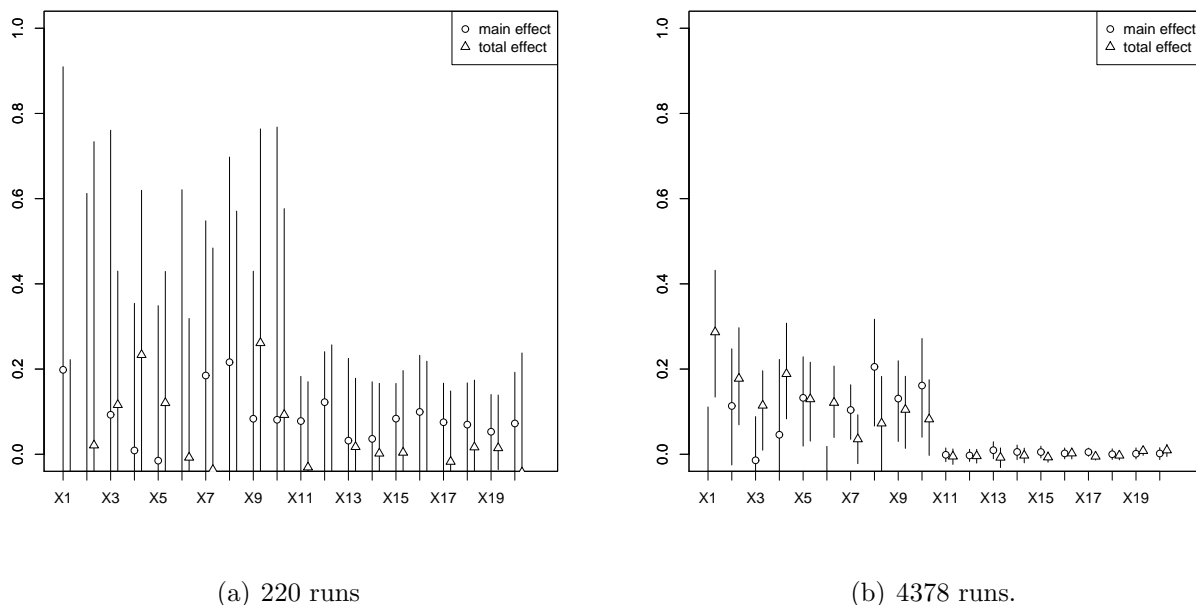 main effect
total effect
1.0
0.8
0.6
0.4
0.2
0.0
X1 X3 X5 X7 X9 X11 X13 X15 X17 X19
(a) 220 runs
main effect
total effect
1.0
0.8
0.6
0.4
0.2
0.0
X1 X3 X5 X7 X9 X11 X13 X15 X17 X19
(b) 4378 runs.